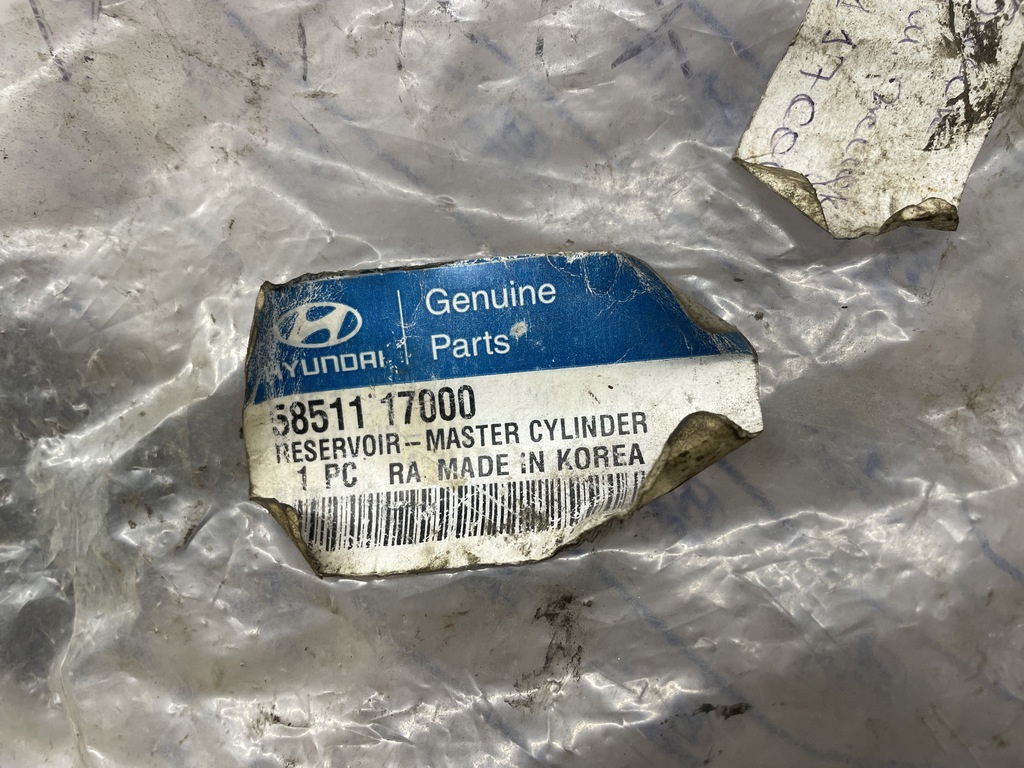 HYUNDAI
Genuine
Parts
58511 17000
RESERVOIR-MASTER CYLINDER
1 PC RA MADE IN KOREA